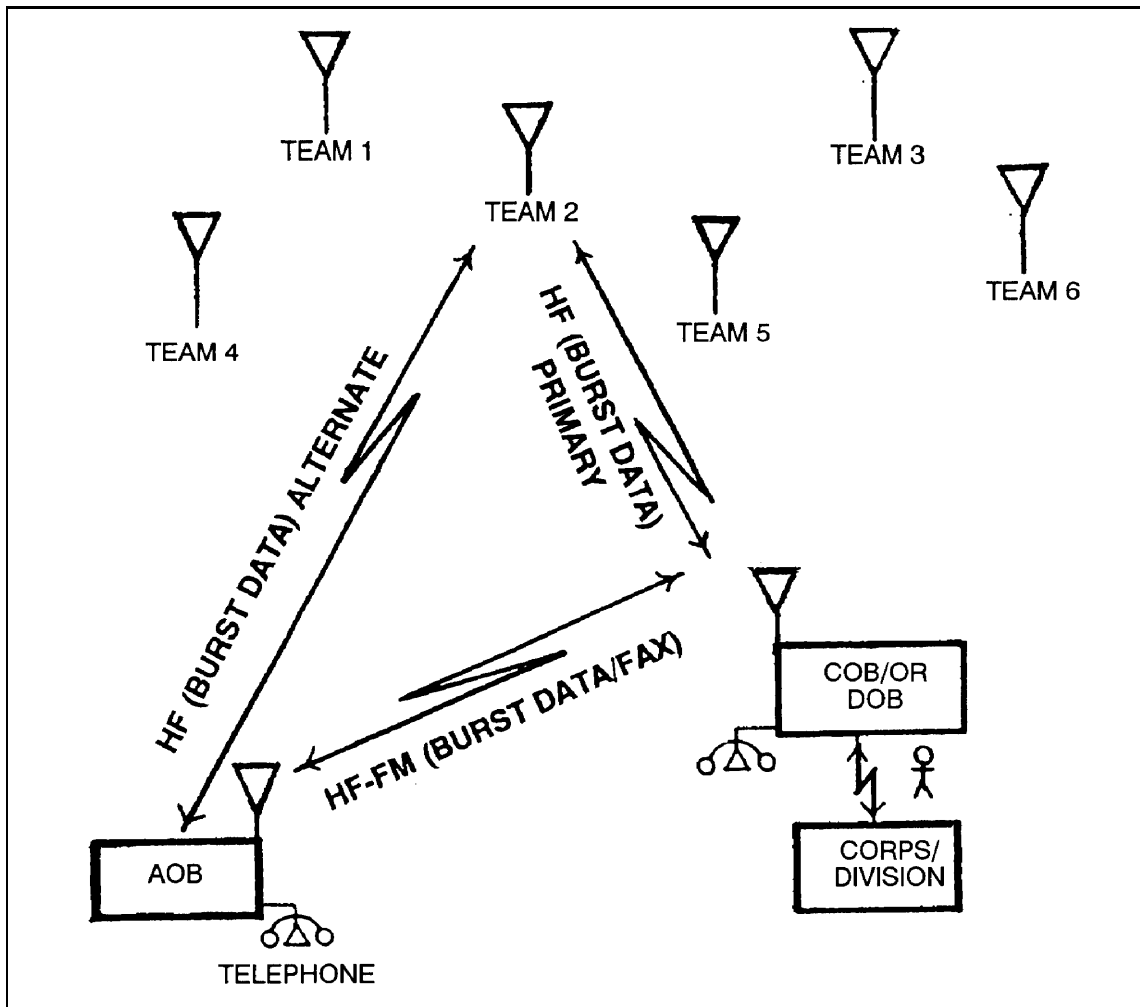 TEAM 1
TEAM 3
TEAM 2
TEAM 6
TEAM 4
TEAM 5
HF (BURST DATA) ALTERNATE
HF (BURST DATA)
PRIMARY
HF-FM (BURST DATA/FAX)
COB/OR
DOB
AOB
CORPS/
DIVISION
TELEPHONE